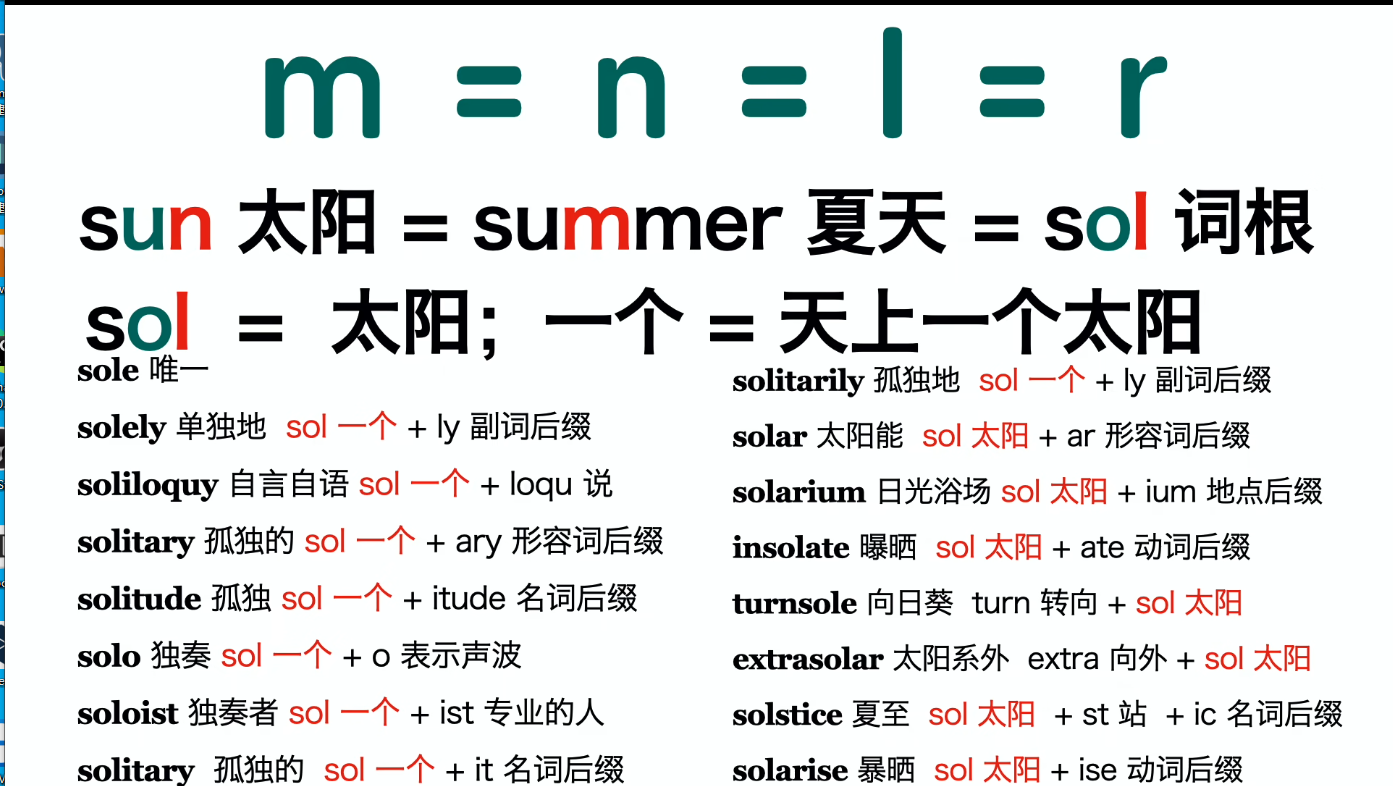 m = n = l = r
sun 太阳 = summer 夏天 = sol 词根
sol = 太阳；一个 = 天上一个太阳
sole 唯一
solely 单独地 sol 一个 + ly 副词后缀
soliloquy 自言自语 sol 一个 + loqu 说
solitary 孤独的 sol 一个 + ary 形容词后缀
solitude 孤独 sol 一个 + itude 名词后缀
solo 独奏 sol 一个 + o 表示声波
soloist 独奏者 sol 一个 + ist 专业的人
solitary 孤独的 sol 一个 + it 名词后缀
solitarily 孤独地 sol 一个 + ly 副词后缀
solar 太阳能 sol 太阳 + ar 形容词后缀
solarium 日光浴场 sol 太阳 + ium 地点后缀
insolate 曝晒 sol 太阳 + ate 动词后缀
turnsole 向日葵 turn 转向 + sol 太阳
extrasolar 太阳系外 extra 向外 + sol 太阳
solstice 夏至 sol 太阳 + st 站 + ic 名词后缀
solarise 暴晒 sol 太阳 + ise 动词后缀